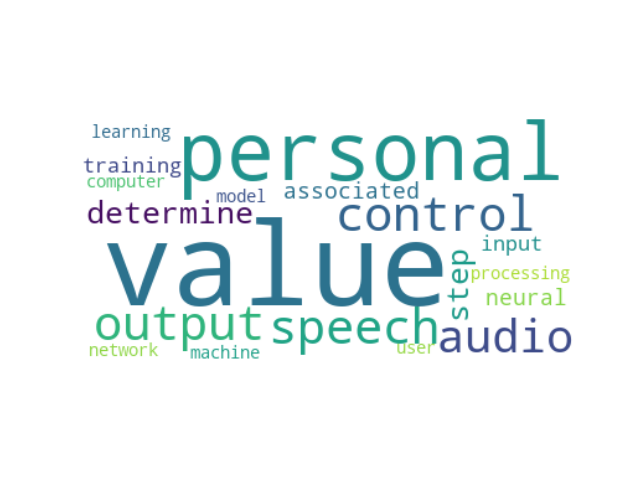 learning
personal
training
computer
model
associated
determine
control
value
step
input
processing
neural
output
speech
audio
network
machine
user